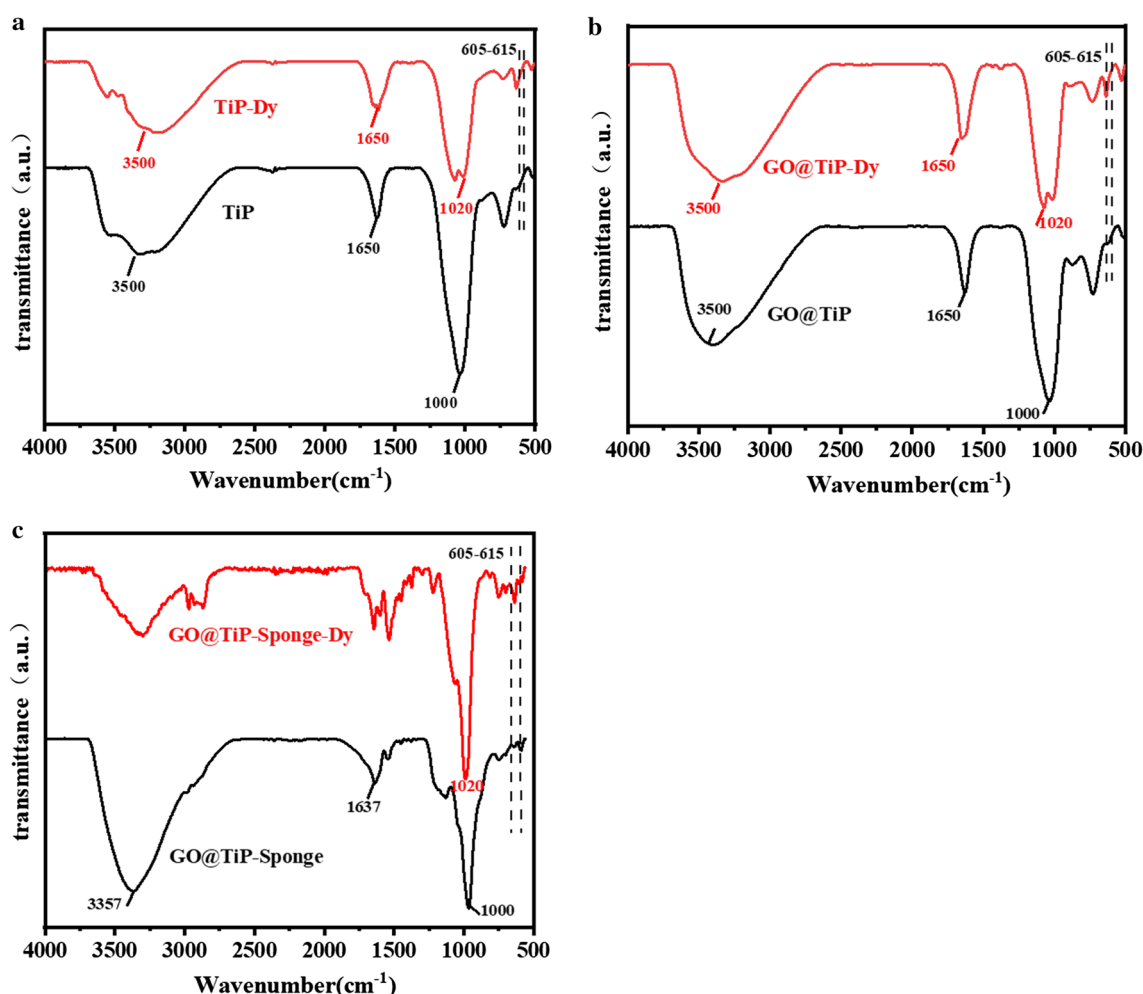 a
605-615
TiP-Dy
1650
3500
1020
TiP
1650
3500
1000
transmittance（a.u.）
4000 3500 3000 2500 2000 1500 1000 500
Wavenumber(cm⁻¹)
b
605-615
GO@TiP-Dy
1650
3500
1020
3500
GO@TiP
1650
1000
transmittance（a.u.）
4000 3500 3000 2500 2000 1500 1000 500
Wavenumber(cm⁻¹)
c
605-615
GO@TiP-Sponge-Dy
1020
1637
GO@TiP-Sponge
3357
1000
transmittance（a.u.）
4000 3500 3000 2500 2000 1500 1000 500
Wavenumber(cm⁻¹)